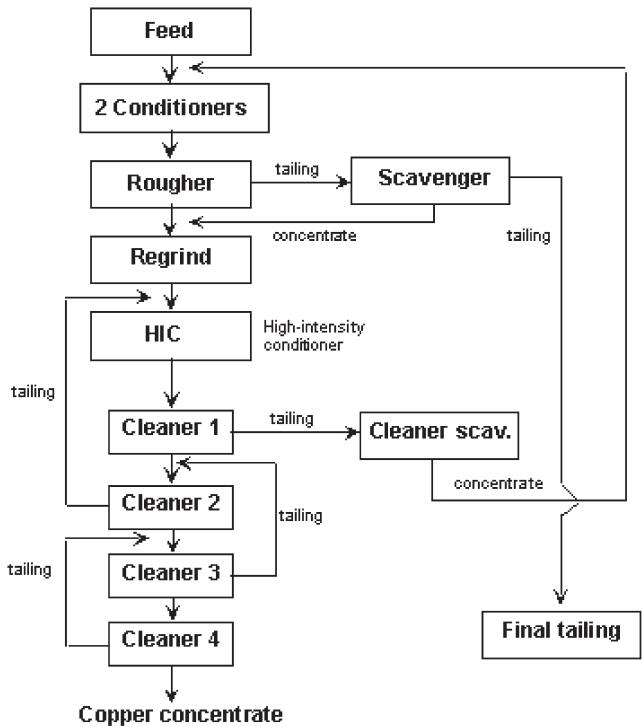 Feed
2 Conditioners
Rougher
tailing
Scavenger
concentrate
tailing
Regrind
HIC
High-intensity
conditioner
tailing
Cleaner 1
tailing
Cleaner scav.
concentrate
Cleaner 2
tailing
Cleaner 3
tailing
Cleaner 4
Final tailing
Copper concentrate